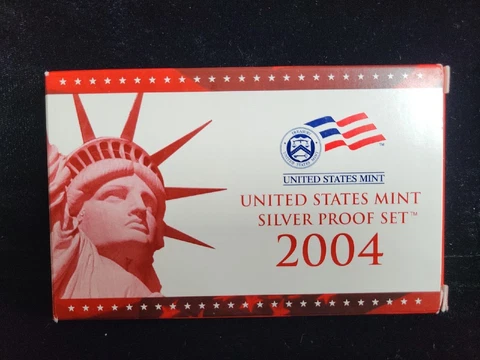 UNITED STATES MINT
UNITED STATES MINT
SILVER PROOF SET™
2004